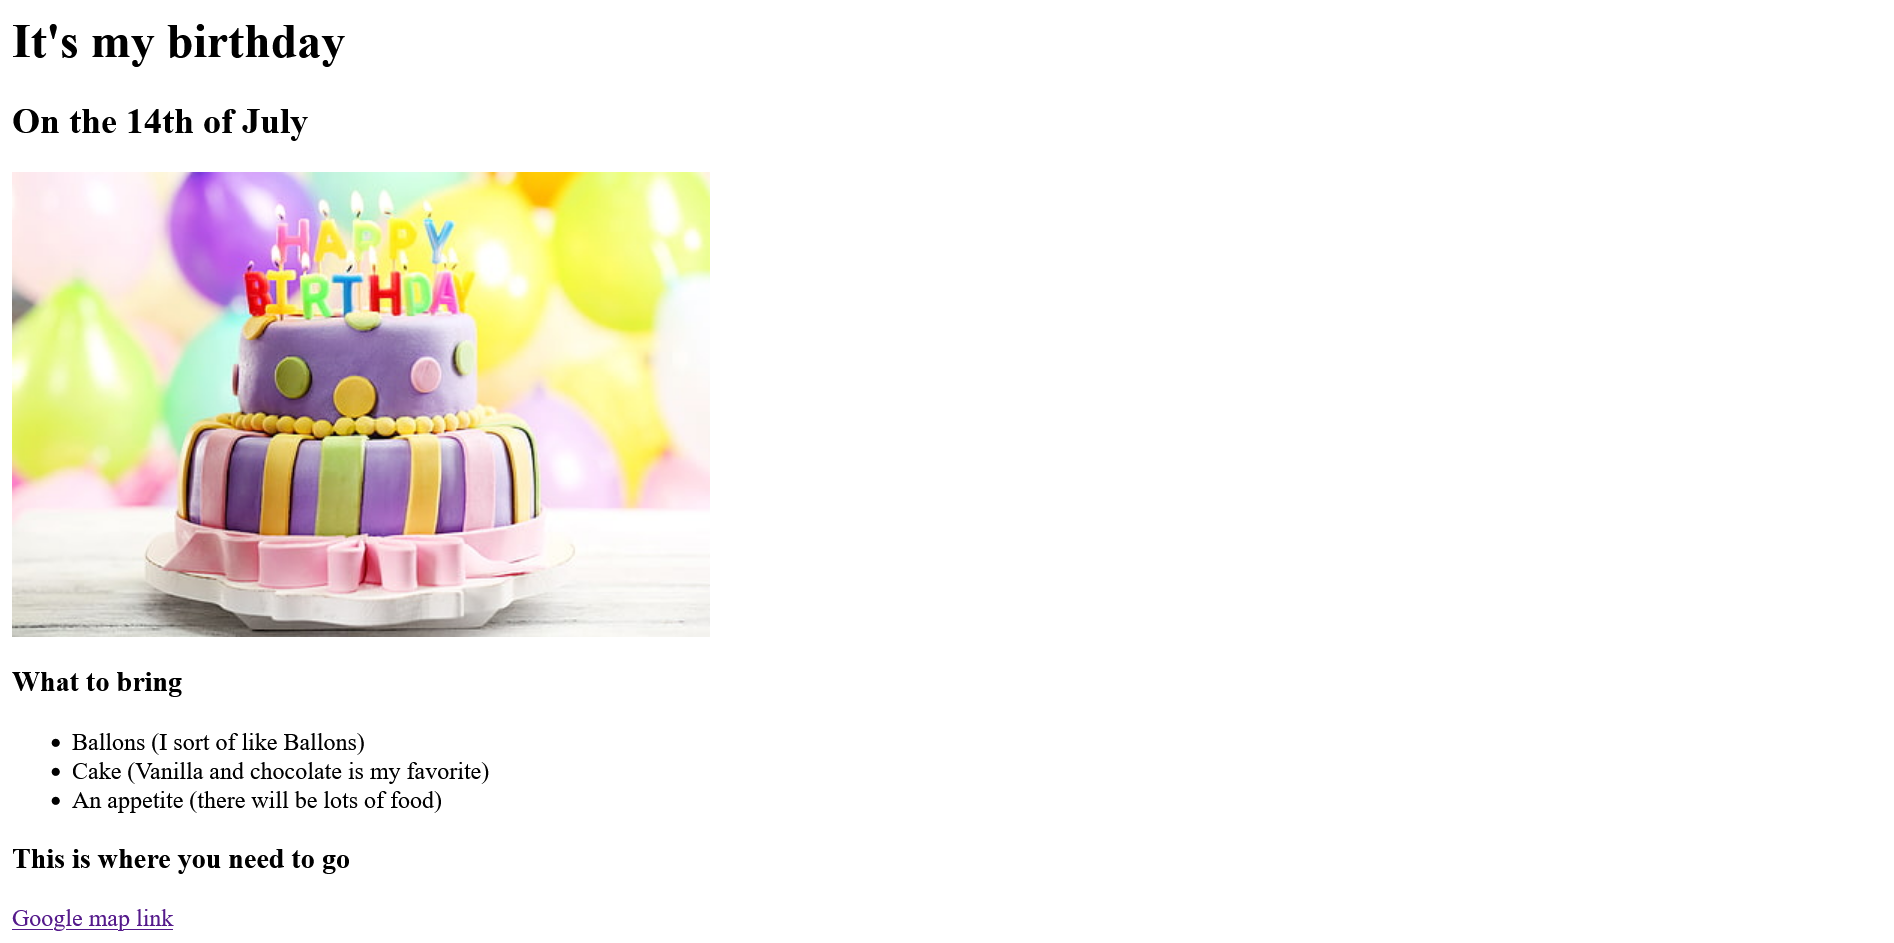 It's my birthday
On the 14th of July
HAPPY
BIRTHDAY
What to bring
Ballons (I sort of like Ballons)
Cake (Vanilla and chocolate is my favorite)
An appetite (there will be lots of food)
This is where you need to go
Google map link